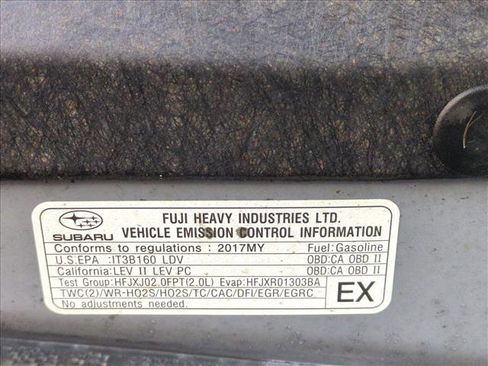 FUJI HEAVY INDUSTRIES LTD.
SUBARU VEHICLE EMISSION CONTROL INFORMATION
Conforms to regulations : 2017MY Fuel:Gasoline
U.S.EPA :IT3B160 LDV OBD:CA OBD II
California:LEV II LEV PC OBD:CA OBD II
Test Group:HFJXJ02.0FPT(2.0L) Evap:HFJXR01303BA
TWC(2)/WR-HO2S/HO2S/TC/CAC/DFI/EGR/EGRC
No adjustments needed.
EX